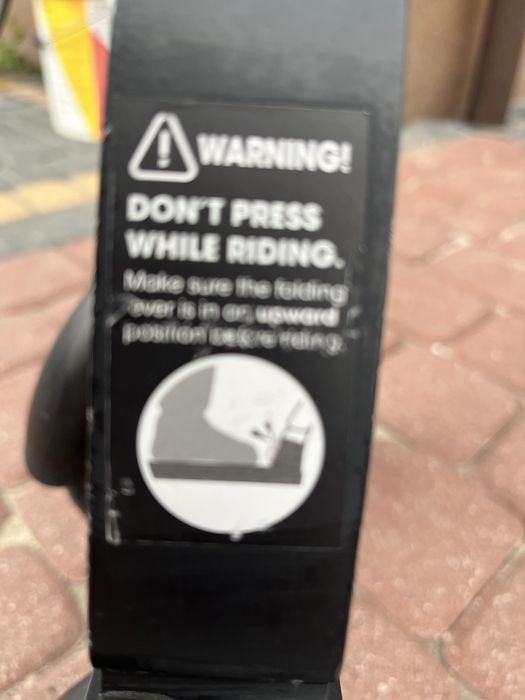 WARNING!
DON'T PRESS
WHILE RIDING.
Make sure the folding
lever is in an upward
position before riding.